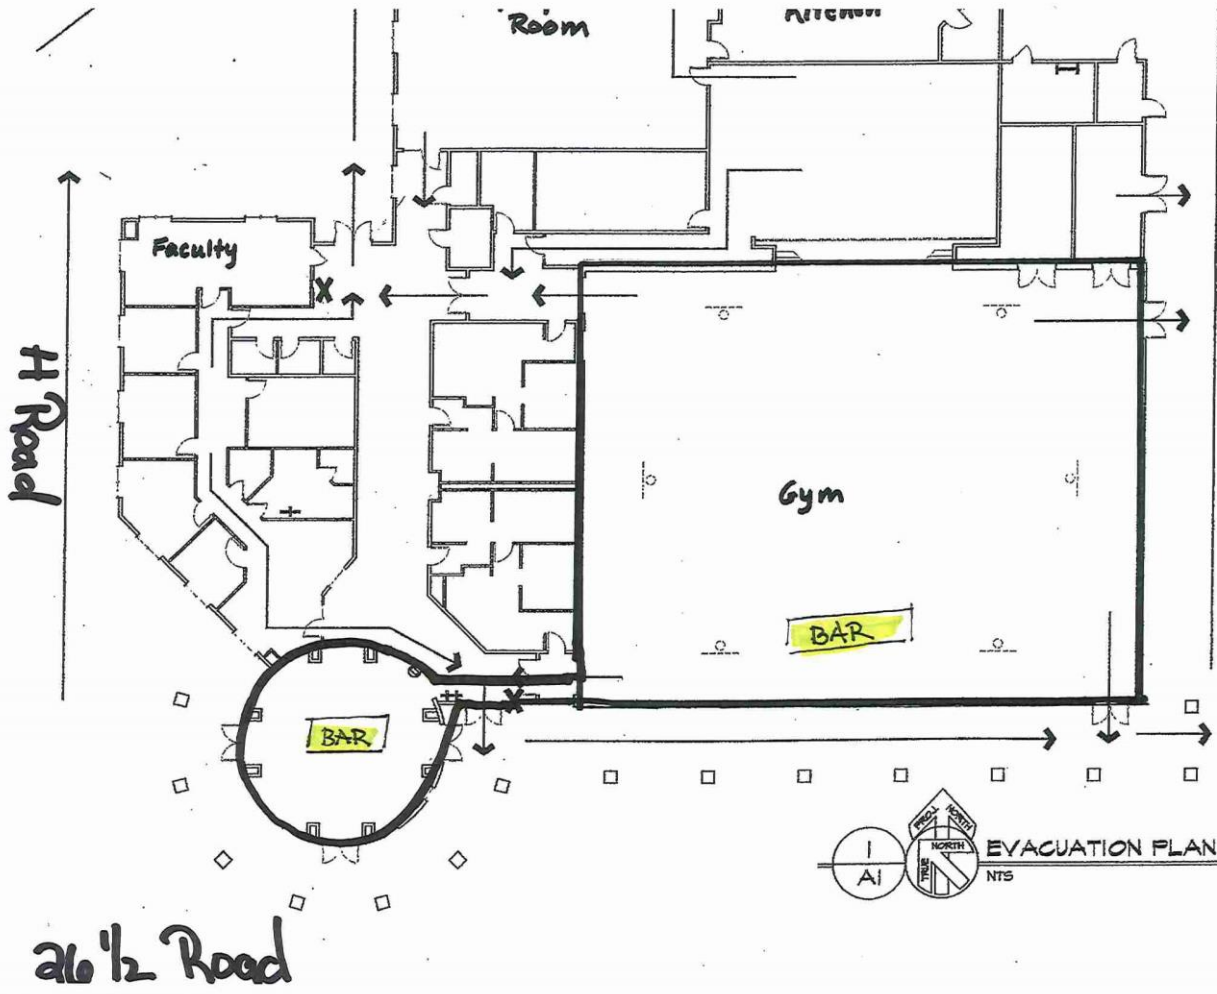 Room
Kitchen
Faculty
X
H Road
Gym
BAR
X
BAR
PROJ. NORTH
1
A1
TRUE
NORTH
EVACUATION PLAN
NTS
26 1/2 Road